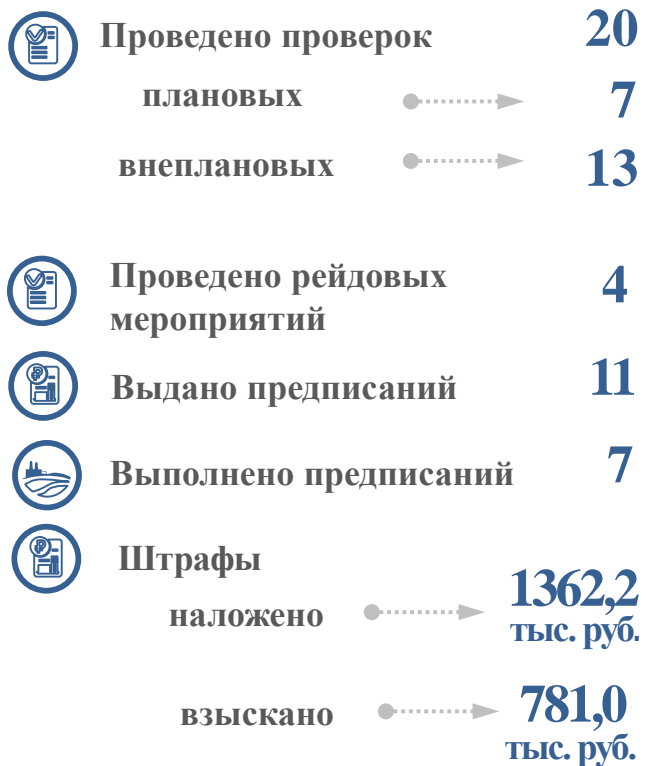 Проведено проверок 20
плановых 7
внеплановых 13
Проведено рейдовых
мероприятий 4
Выдано предписаний 11
Выполнено предписаний 7
Штрафы
наложено 1362,2
тыс. руб.
взыскано 781,0
тыс. руб.